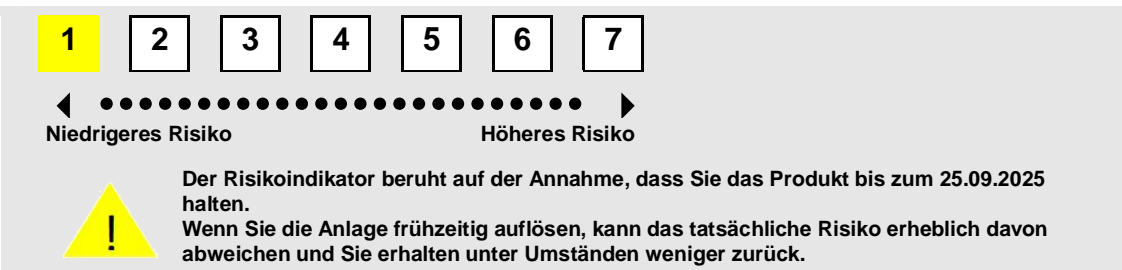 1 2 3 4 5 6 7
Niedrigeres Risiko Höheres Risiko
Der Risikoindikator beruht auf der Annahme, dass Sie das Produkt bis zum 25.09.2025
halten.
! Wenn Sie die Anlage frühzeitig auflösen, kann das tatsächliche Risiko erheblich davon
abweichen und Sie erhalten unter Umständen weniger zurück.